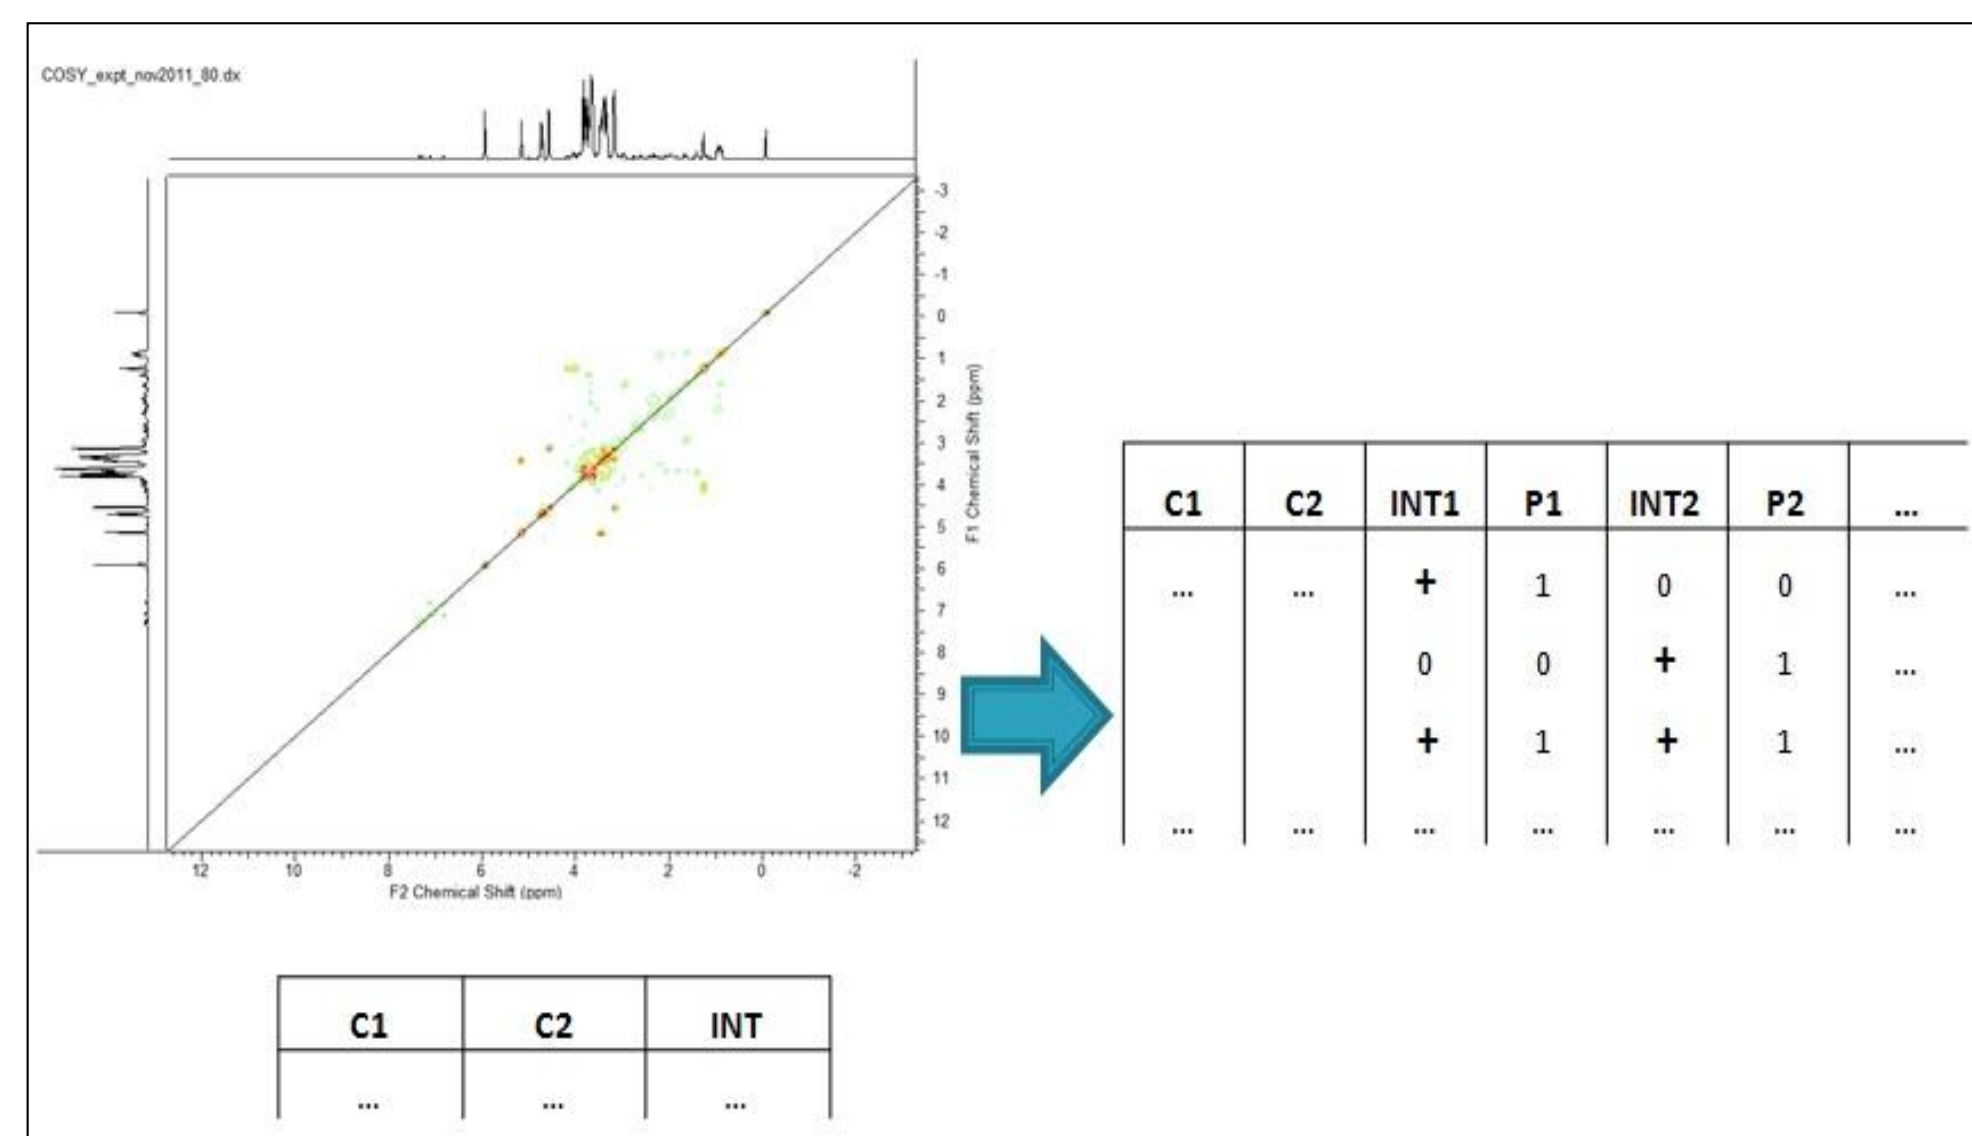 COSY_expt_nov2011_80.dx
-3
-2
-1
0
1
2
3
4
5
6
7
8
9
10
11
12
F1 Chemical Shift (ppm)
12 10 8 6 4 2 0 -2
F2 Chemical Shift (ppm)
C1 C2 INT1 P1 INT2 P2 ...
... ... + 1 0 0 ...
0 0 + 1 ...
+ 1 + 1 ...
... ... ... ... ... ... ...
C1 C2 INT
... ... ...